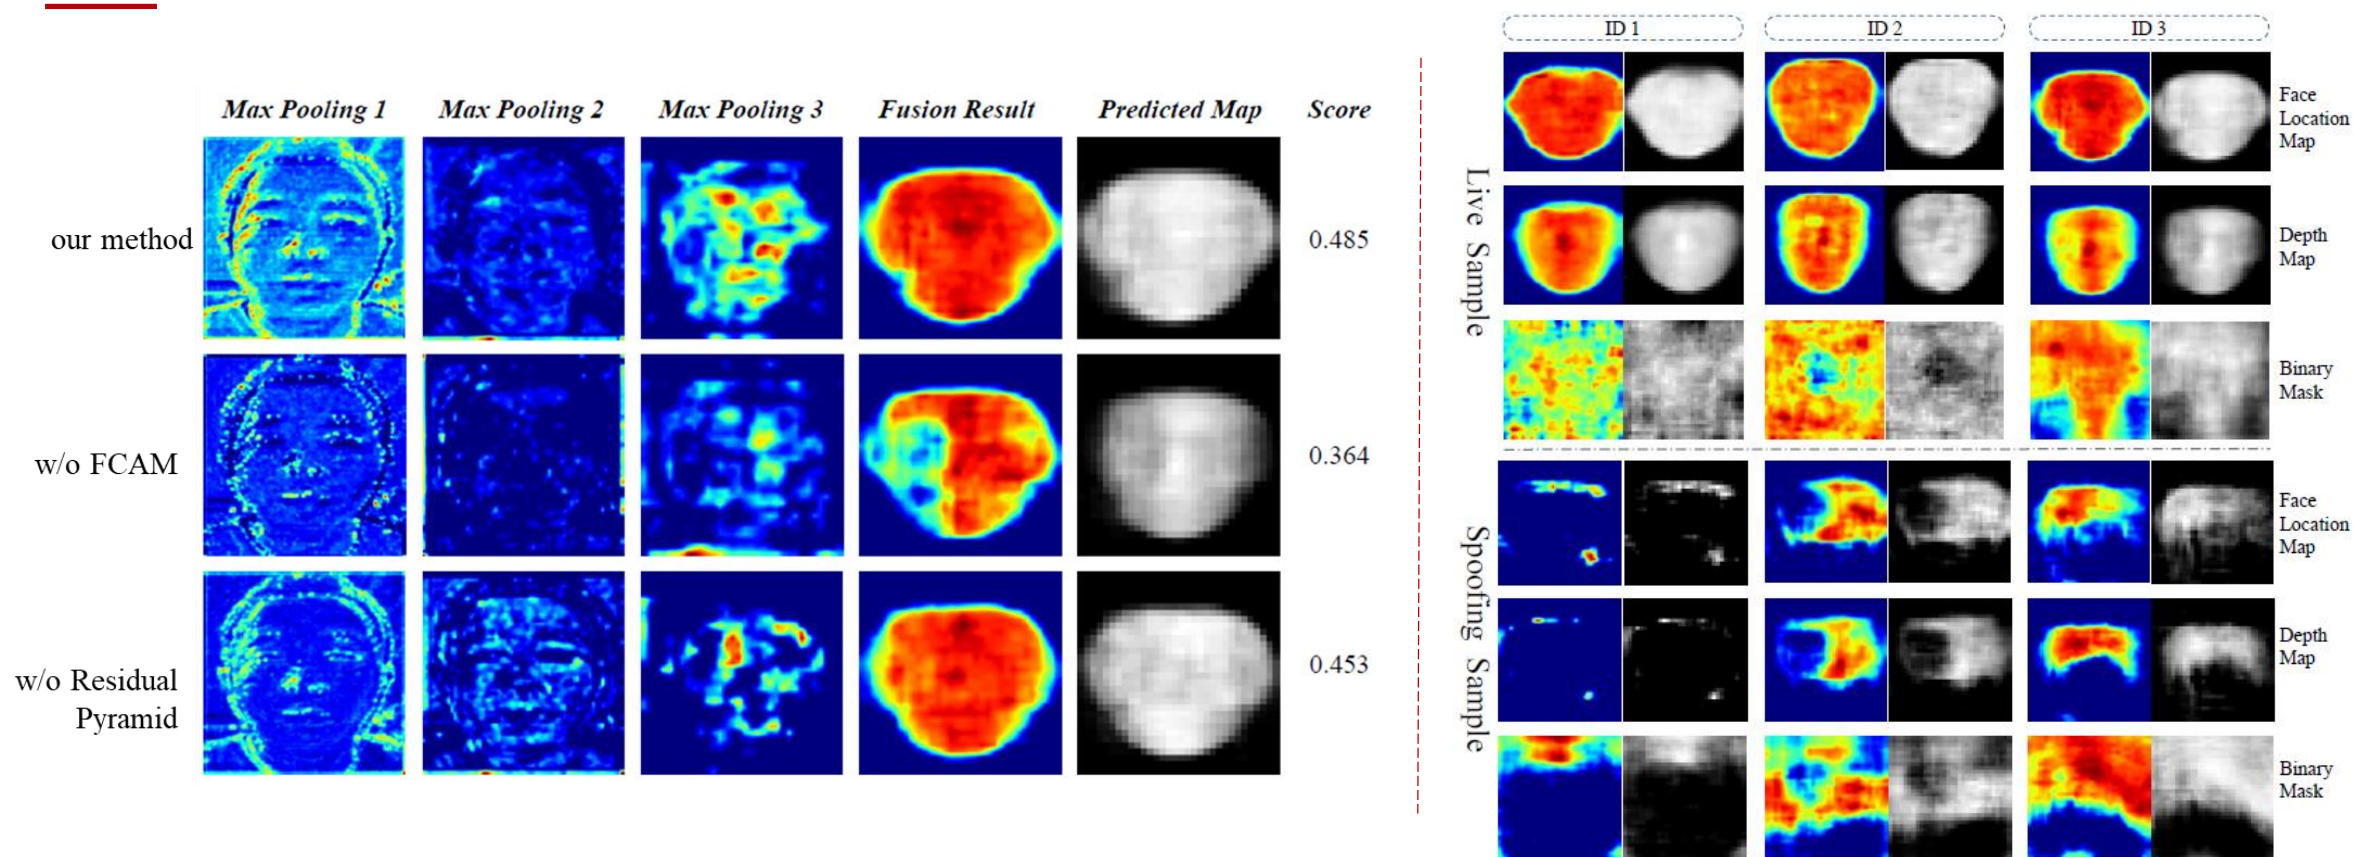 Max Pooling 1 Max Pooling 2 Max Pooling 3 Fusion Result Predicted Map Score
our method
0.485
w/o FCAM
0.364
w/o Residual
Pyramid
0.453
ID 1 ID 2 ID 3
Live Sample
Face
Location
Map
Depth
Map
Binary
Mask
Spoofing Sample
Face
Location
Map
Depth
Map
Binary
Mask